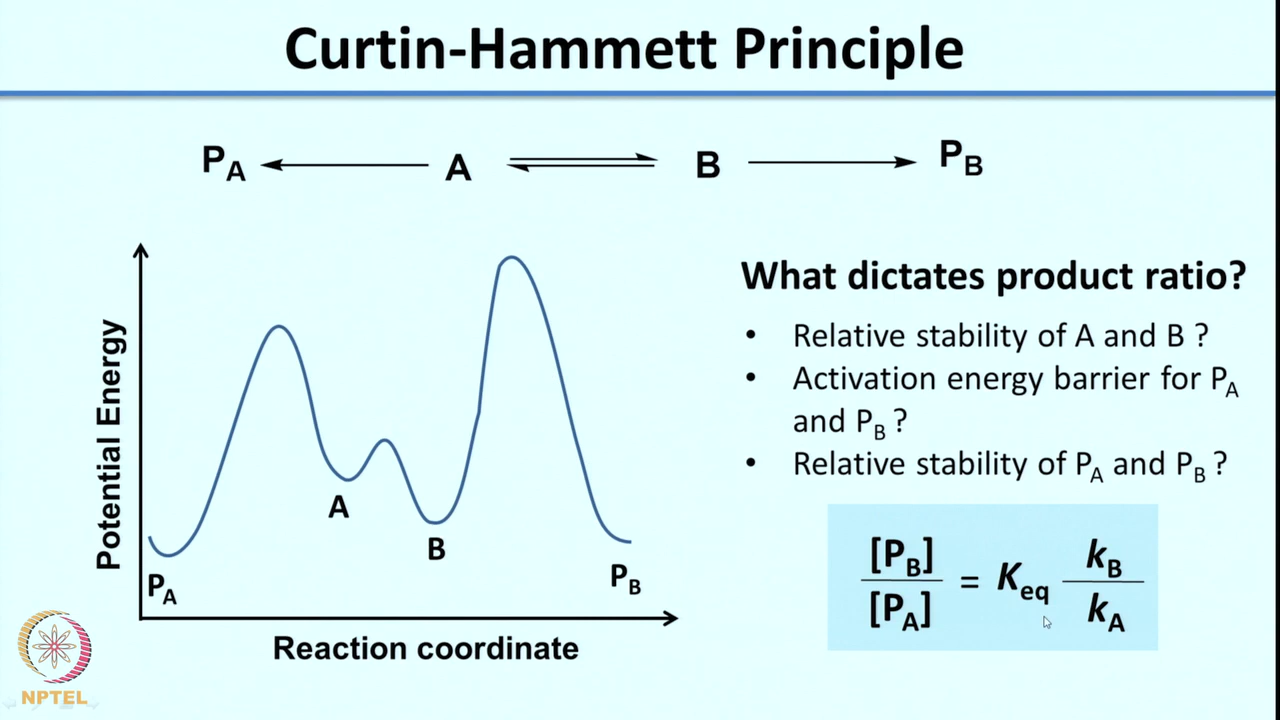 Curtin-Hammett Principle
P_A A B P_B
Potential Energy
A
B
P_A
P_B
Reaction coordinate
What dictates product ratio?
• Relative stability of A and B ?
• Activation energy barrier for P_A
and P_B ?
• Relative stability of P_A and P_B ?
[P_B] / [P_A] = K_eq k_B / k_A
NPTEL